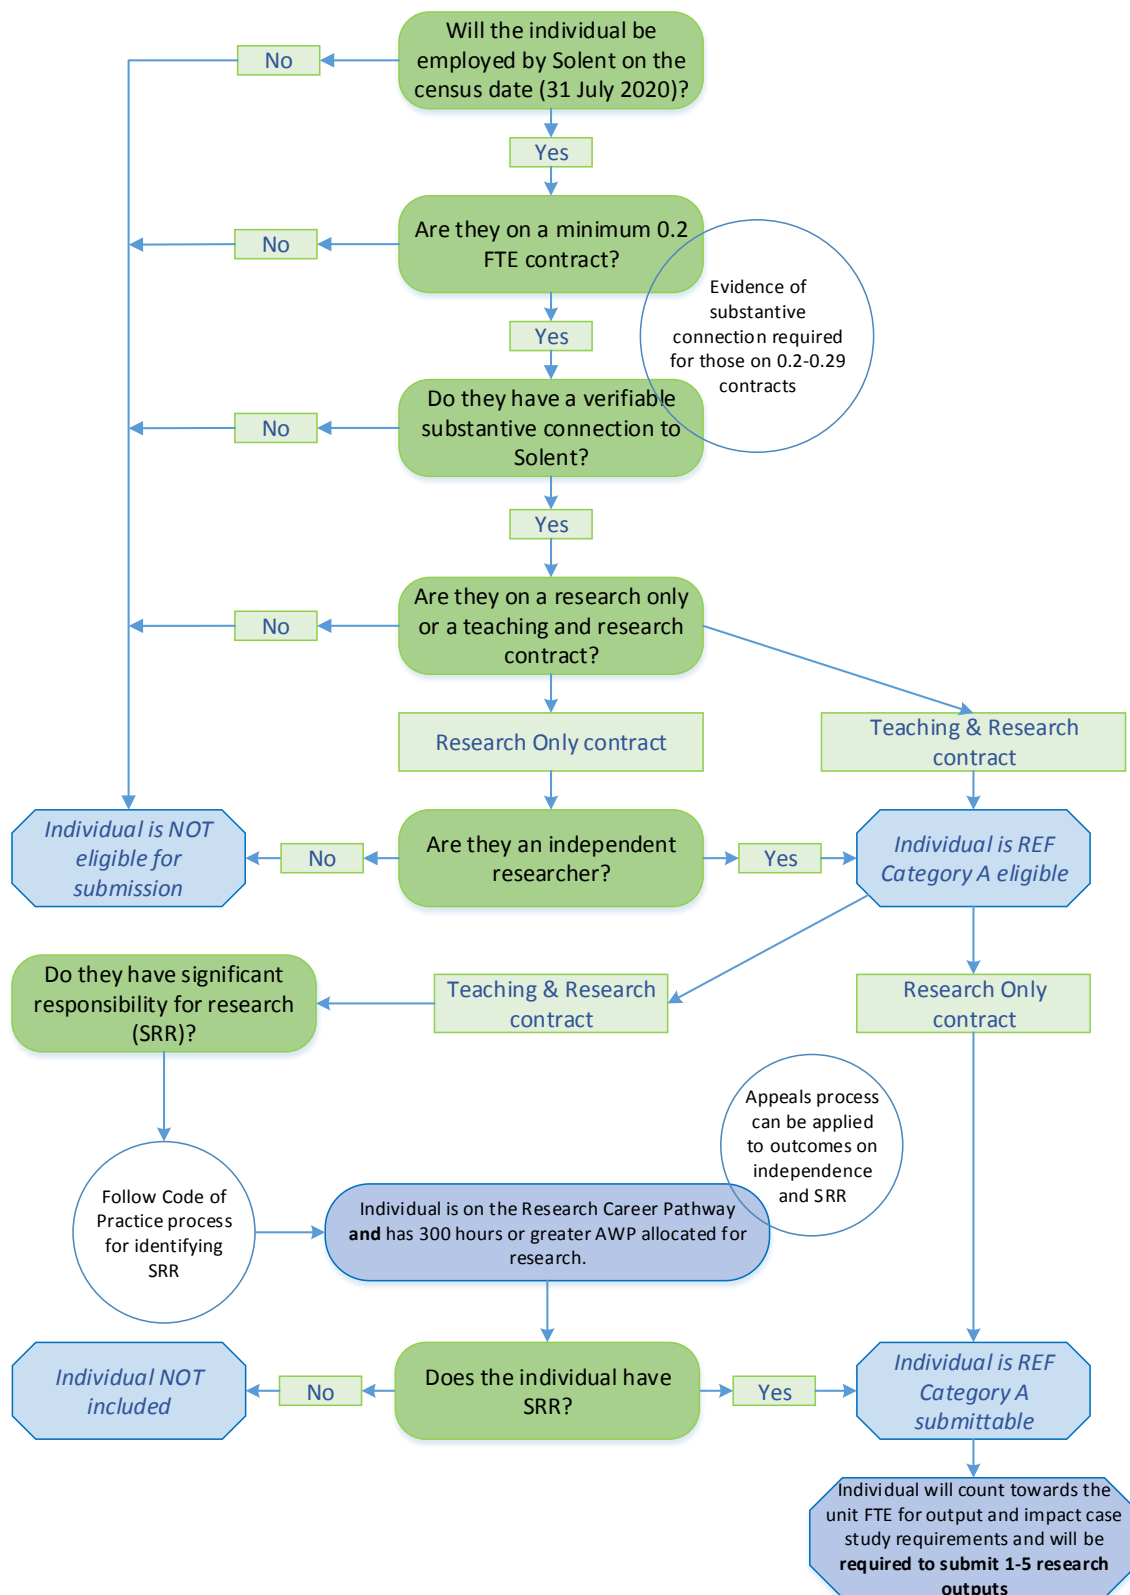 Will the individual be
employed by Solent on the
census date (31 July 2020)?
No
Yes
Are they on a minimum 0.2
FTE contract?
No
Evidence of
substantive
connection required
for those on 0.2-0.29
contracts
Yes
Do they have a verifiable
substantive connection to
Solent?
No
Yes
Are they on a research only
or a teaching and research
contract?
No
Research Only contract
Teaching & Research
contract
Individual is NOT
eligible for
submission
No
Are they an independent
researcher?
Yes
Individual is REF
Category A eligible
Do they have significant
responsibility for research
(SRR)?
Teaching & Research
contract
Research Only
contract
Appeals process
can be applied
to outcomes on
independence
and SRR
Follow Code of
Practice process
for identifying
SRR
Individual is on the Research Career Pathway
and has 300 hours or greater AWP allocated for
research.
Individual NOT
included
No
Does the individual have
SRR?
Yes
Individual is REF
Category A
submittable
Individual will count towards the
unit FTE for output and impact case
study requirements and will be
required to submit 1-5 research
outputs